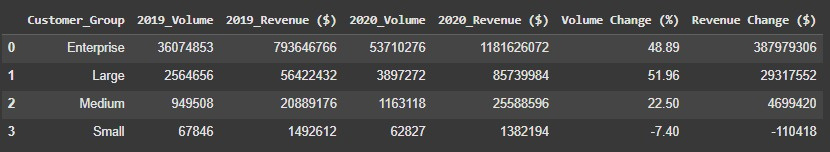 Customer_Group 2019_Volume 2019_Revenue ($) 2020_Volume 2020_Revenue ($) Volume Change (%) Revenue Change ($)
0 Enterprise 36074853 793646766 53710276 1181626072 48.89 387979306
1 Large 2564656 56422432 3897272 85739984 51.96 29317552
2 Medium 949508 20889176 1163118 25588596 22.50 4699420
3 Small 67846 1492612 62827 1382194 -7.40 -110418